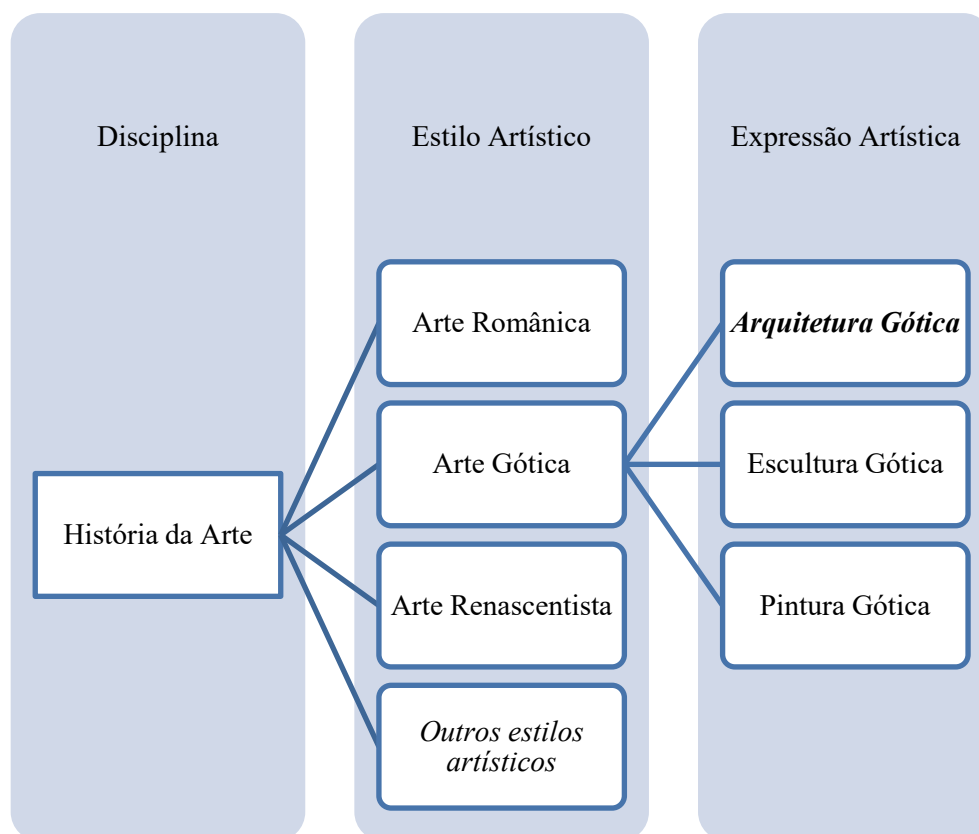 Disciplina
Estilo Artístico
Expressão Artística
História da Arte
Arte Românica
Arte Gótica
Arte Renascentista
Outros estilos
artísticos
Arquitetura Gótica
Escultura Gótica
Pintura Gótica